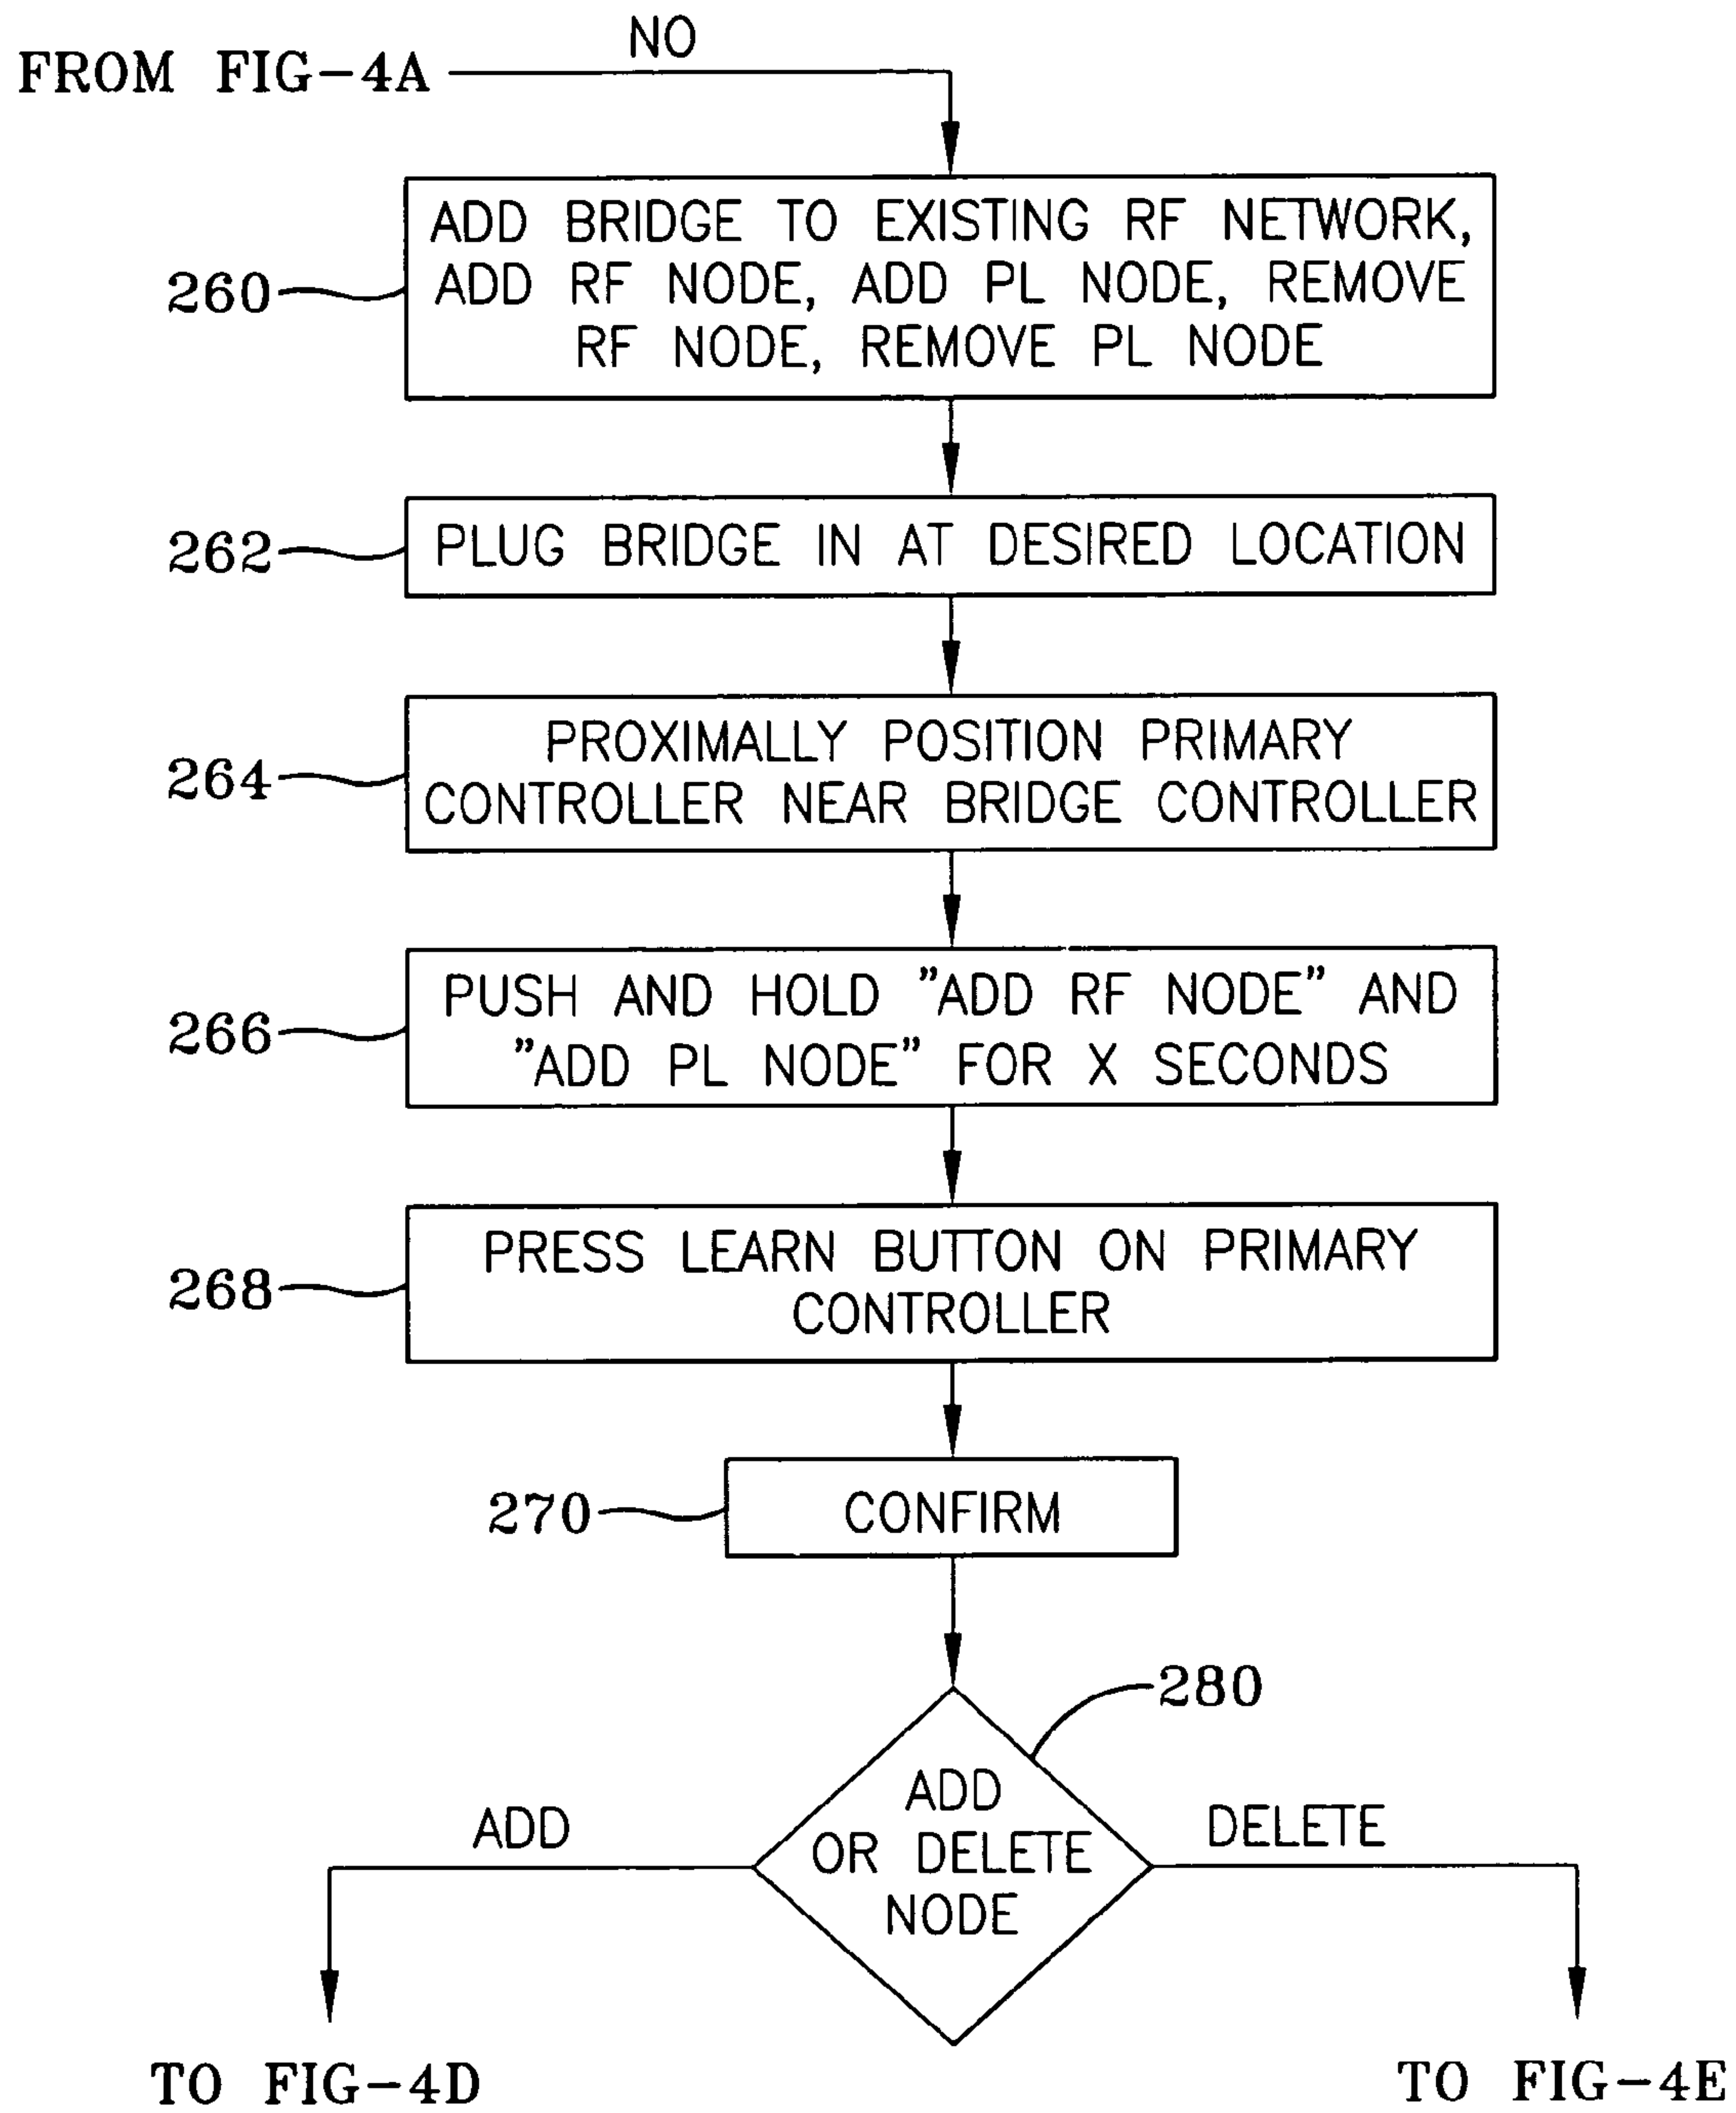 NO
FROM FIG-4A
ADD BRIDGE TO EXISTING RF NETWORK,
ADD RF NODE, ADD PL NODE, REMOVE
RF NODE, REMOVE PL NODE
260
PLUG BRIDGE IN AT DESIRED LOCATION
262
PROXIMALLY POSITION PRIMARY
CONTROLLER NEAR BRIDGE CONTROLLER
264
PUSH AND HOLD "ADD RF NODE" AND
"ADD PL NODE" FOR X SECONDS
266
PRESS LEARN BUTTON ON PRIMARY
CONTROLLER
268
CONFIRM
270
280
ADD
OR DELETE
NODE
ADD
DELETE
TO FIG-4D
TO FIG-4E